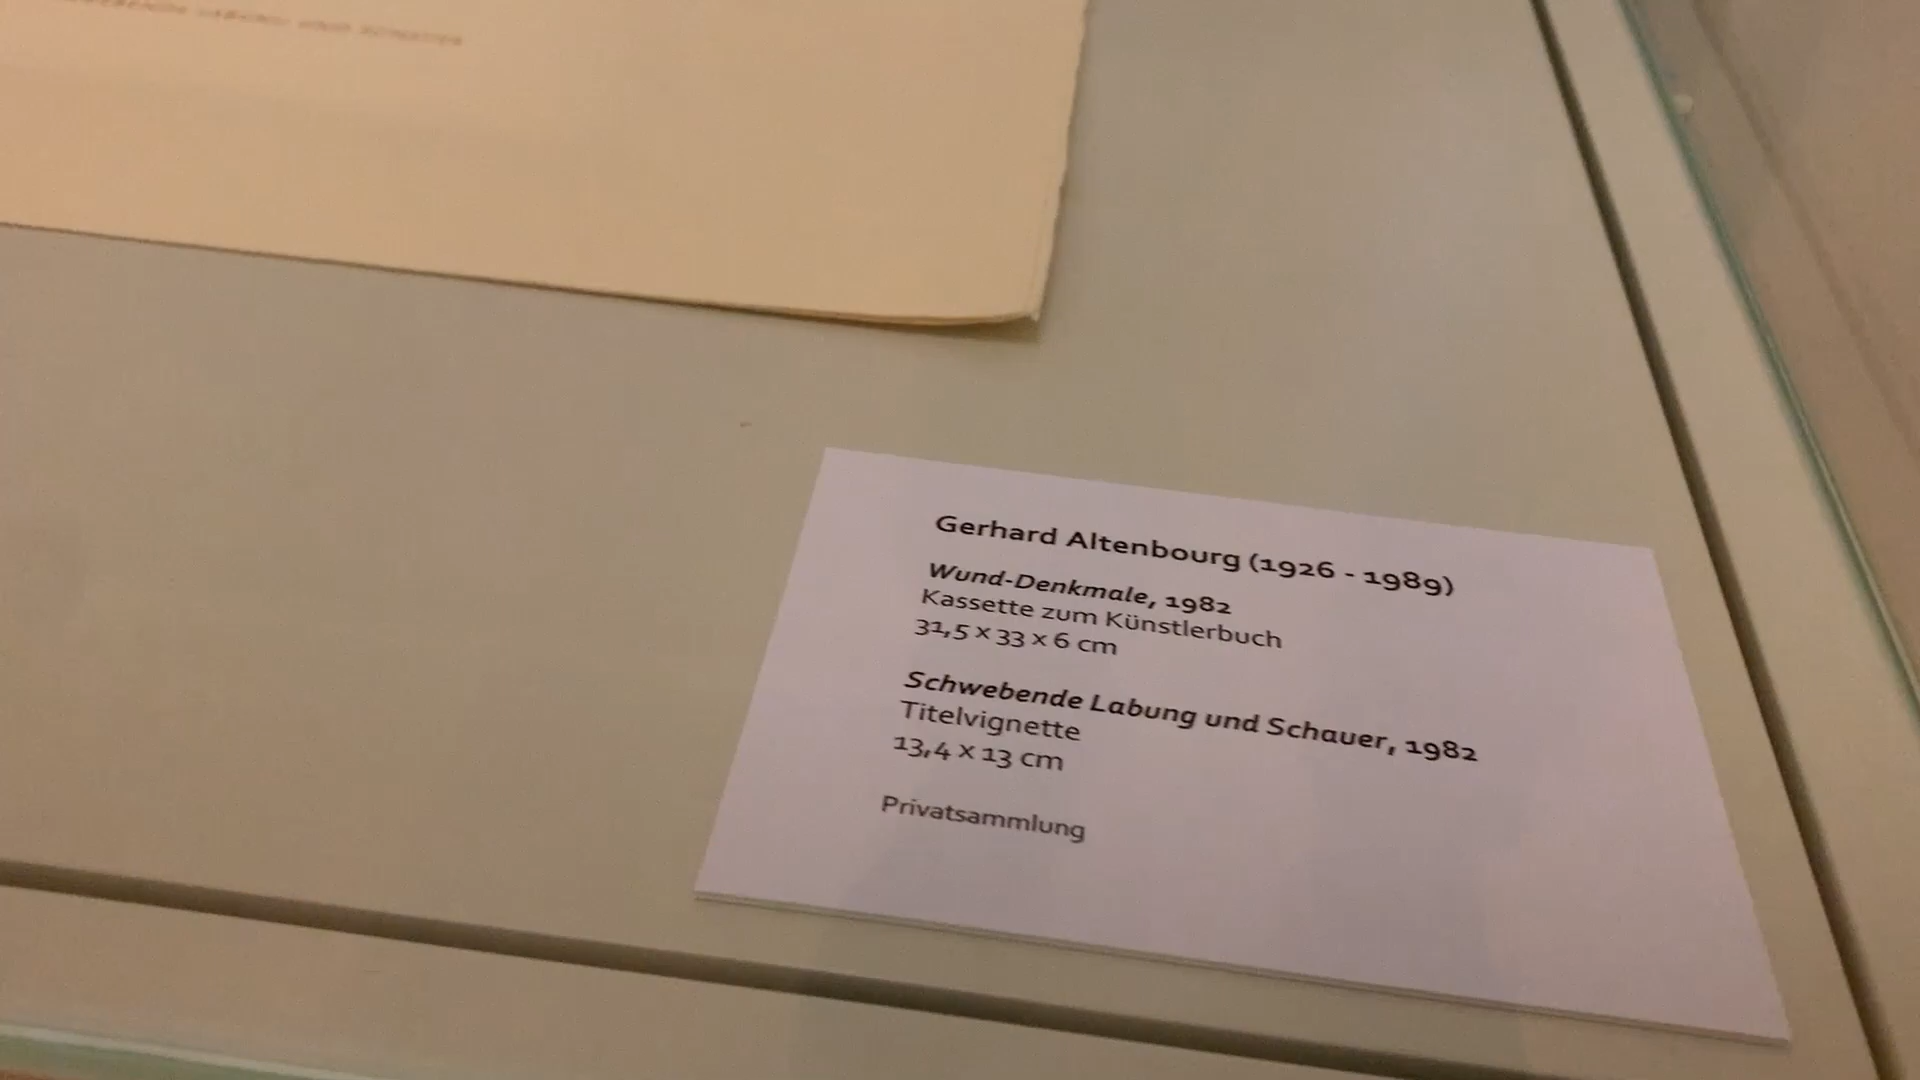 Gerhard Altenbourg (1926 - 1989)
Wund-Denkmale, 1982
Kassette zum Künstlerbuch
31,5 x 33 x 6 cm
Schwebende Labung und Schauer, 1982
Titelvignette
13,4 x 13 cm
Privatsammlung